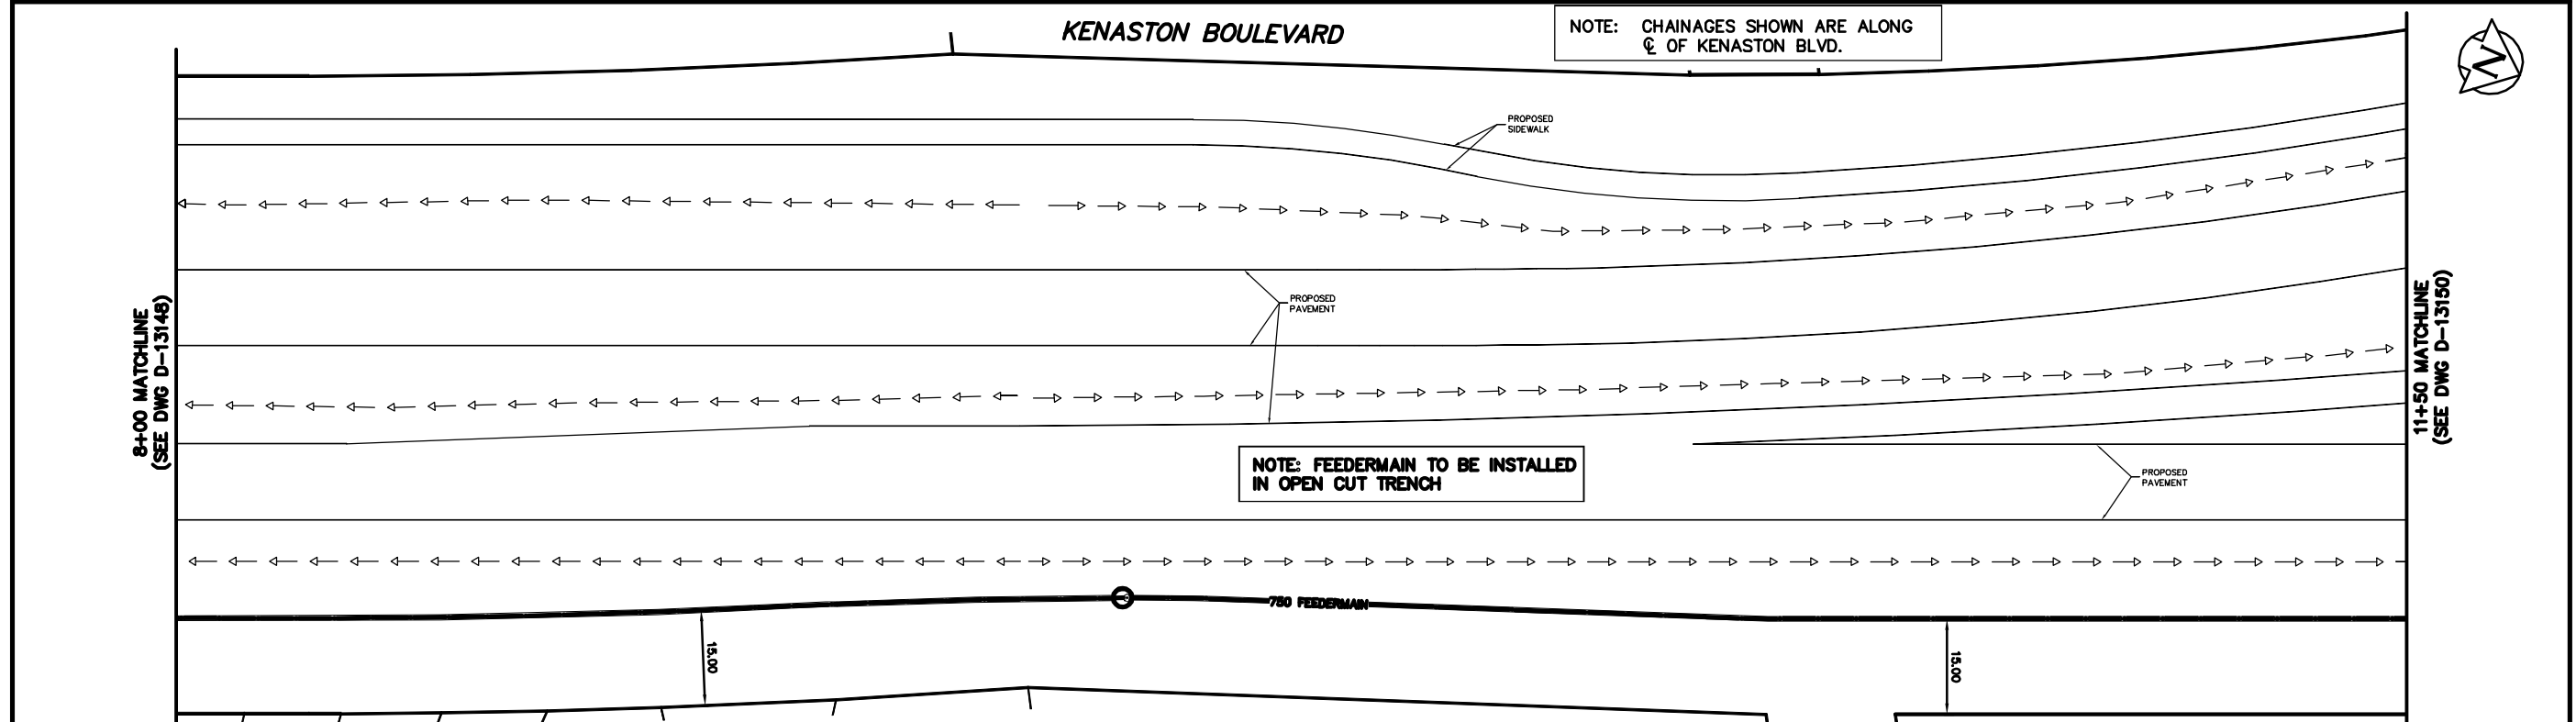 KENASTON BOULEVARD
NOTE: CHAINAGES SHOWN ARE ALONG
℄ OF KENASTON BLVD.
N
PROPOSED
SIDEWALK
8+00 MATCHLINE
(SEE DWG D-13148)
PROPOSED
PAVEMENT
11+50 MATCHLINE
(SEE DWG D-13150)
NOTE: FEEDERMAIN TO BE INSTALLED
IN OPEN CUT TRENCH
PROPOSED
PAVEMENT
750 FEEDERMAIN
15.00
15.00